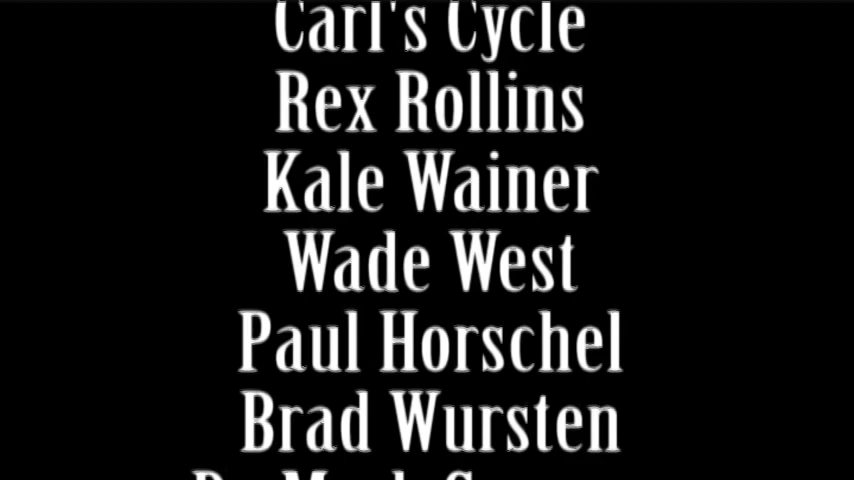 Carl's Cycle
Rex Rollins
Kale Wainer
Wade West
Paul Horschel
Brad Wursten